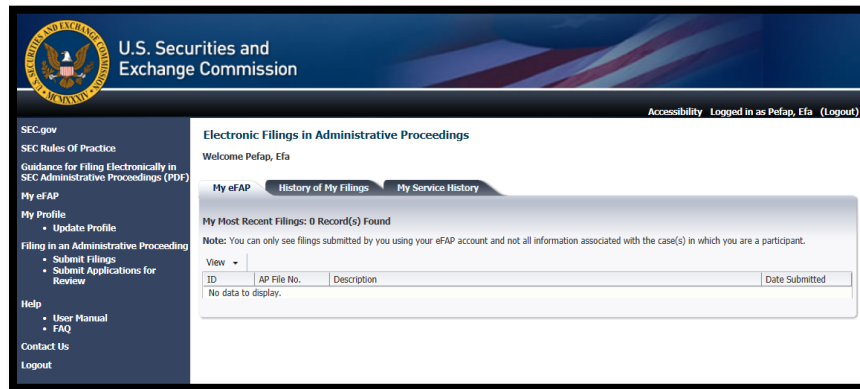 U.S. Securities and
Exchange Commission
AND EXCHANGE COMMISSION
SECURITIES
U.S.
MCMXXXIV
Accessibility Logged in as Pefap, Efa (Logout)
SEC.gov
SEC Rules Of Practice
Guidance for Filing Electronically in
SEC Administrative Proceedings (PDF)
My eFAP
My Profile
• Update Profile
Filing in an Administrative Proceeding
• Submit Filings
• Submit Applications for
Review
Help
• User Manual
• FAQ
Contact Us
Logout
Electronic Filings in Administrative Proceedings
Welcome Pefap, Efa
My eFAP History of My Filings My Service History
My Most Recent Filings: 0 Record(s) Found
Note: You can only see filings submitted by you using your eFAP account and not all information associated with the case(s) in which you are a participant.
View
ID AP File No. Description Date Submitted
No data to display.